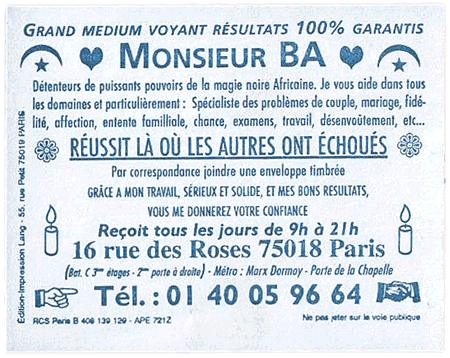 GRAND MEDIUM VOYANT RÉSULTATS 100% GARANTIS
MONSIEUR BA
Détenteurs de puissants pouvoirs de la magie noire Africaine. Je vous aide dans tous
les domaines et particulièrement : Spécialiste des problèmes de couple, mariage, fidé-
lité, affection, entente familliale, chance, examens, travail, désenvoûtement, etc...
RÉUSSIT LÀ OÙ LES AUTRES ONT ÉCHOUÉS
Par correspondance joindre une enveloppe timbrée
GRÂCE A MON TRAVAIL, SÉRIEUX ET SOLIDE, ET MES BONS RESULTATS,
VOUS ME DONNEREZ VOTRE CONFIANCE
Reçoit tous les jours de 9h à 21h
16 rue des Roses 75018 Paris
(Bat. C 3ème étages - 2ème porte à droite) - Métro : Marx Dormoy - Porte de la Chapelle
Tél. : 01 40 05 96 64
RCS Paris B 408 139 129 - APE 721Z
Ne pas jeter sur la voie publique
Edition-Impression Lang - 55, rue Petit 75019 PARIS